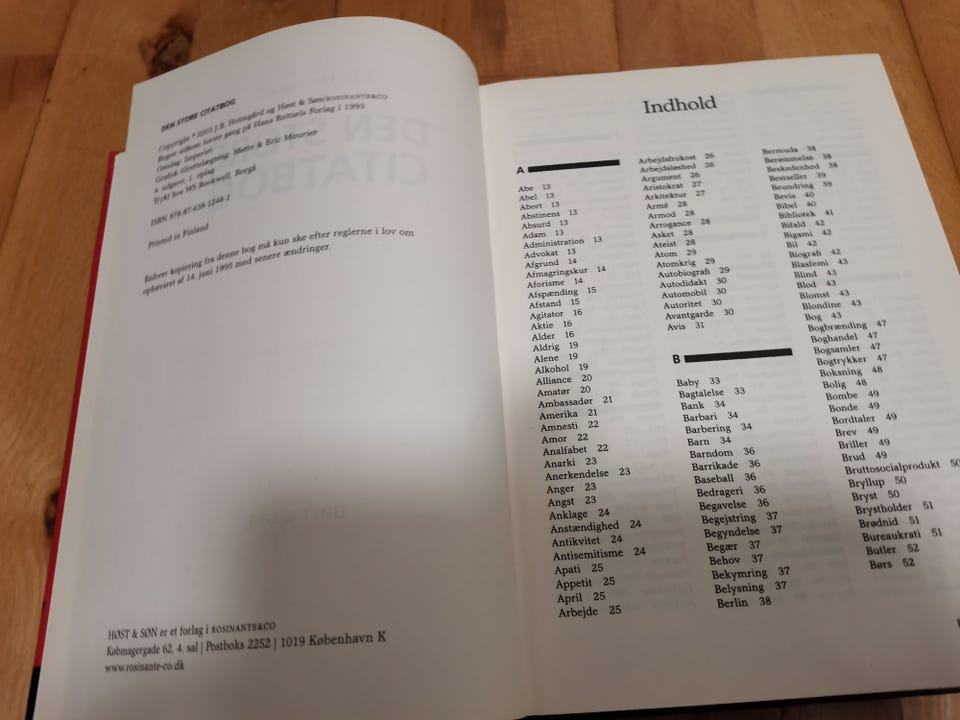 DEN STORE CITATBOG
Copyright © 2003 J.S. Holmgård og Høst & Søn/ROSINANTE&CO
Bogen udkom første gang på Hans Reitzels Forlag i 1993
Omslag: Imperiet
Grafisk tilrettelægning: Mette & Eric Mourier
4. udgave, 1. oplag
Trykt hos WS Bookwell, Borgå
ISBN 978-87-638-1248-1
Printed in Finland
Enhver kopiering fra denne bog må kun ske efter reglerne i lov om
ophavsret af 14. juni 1995 med senere ændringer.
HØST & SØN er et forlag i ROSINANTE&CO
Købmagergade 62, 4. sal | Postboks 2252 | 1019 København K
www.rosinante-co.dk
Indhold
A
Abe 13
Abel 13
Abort 13
Abstinens 13
Absurd 13
Adam 13
Administration 13
Advokat 13
Afgrund 14
Afmagringskur 14
Aforisme 14
Afspænding 15
Afstand 15
Agitator 16
Aktie 16
Alder 16
Aldrig 19
Alene 19
Alkohol 19
Alliance 20
Amatør 20
Ambassadør 21
Amerika 21
Amnesti 22
Amor 22
Analfabet 22
Anarki 23
Anerkendelse 23
Anger 23
Angst 23
Anklage 24
Anstændighed 24
Antikvitet 24
Antisemitisme 24
Apati 25
Appetit 25
April 25
Arbejde 25
Arbejdsfrokost 26
Arbejdsløshed 26
Argument 26
Aristokrat 27
Arkitektur 27
Armé 28
Armod 28
Arrogance 28
Asket 28
Ateist 28
Atom 29
Atomkrig 29
Autobiografi 29
Autodidakt 30
Automobil 30
Autoritet 30
Avantgarde 30
Avis 31
B
Baby 33
Bagtalelse 33
Bank 34
Barbari 34
Barbering 34
Barn 34
Barndom 36
Barrikade 36
Baseball 36
Bedrageri 36
Begavelse 36
Begejstring 37
Begyndelse 37
Begær 37
Behov 37
Bekymring 37
Belysning 37
Berlin 38
Bermuda 38
Berømmelse 38
Beskedenhed 38
Bestseller 39
Beundring 39
Bevis 40
Bibel 40
Bibliotek 41
Bifald 42
Bigami 42
Bil 42
Biografi 42
Blasfemi 43
Blind 43
Blod 43
Blomst 43
Blondine 43
Bog 43
Bogbrænding 47
Boghandel 47
Bogsamler 47
Bogtrykker 47
Boksning 48
Bolig 48
Bombe 49
Bonde 49
Bordtaler 49
Brev 49
Briller 49
Brud 49
Bruttosocialprodukt 50
Bryllup 50
Bryst 50
Brystholder 51
Brødnid 51
Bureaukrati 51
Butler 52
Børs 52